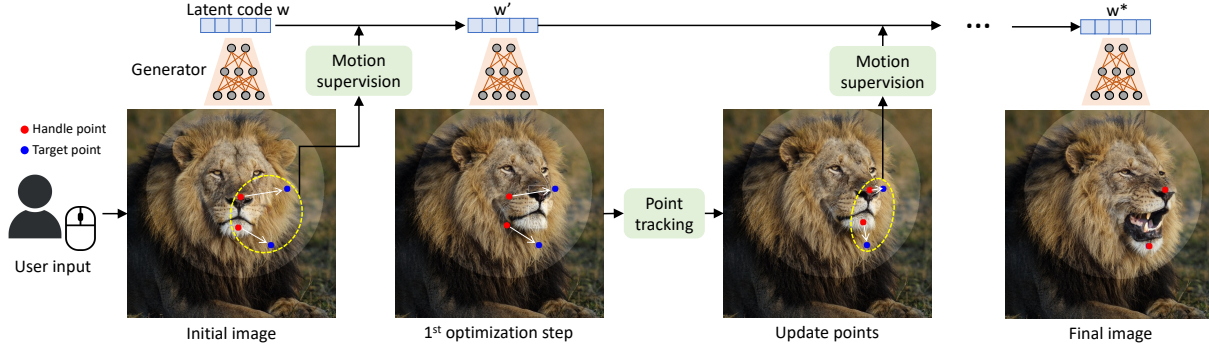 Latent code w
w'
w*
Generator
Motion
supervision
Motion
supervision
Handle point
Target point
Point
tracking
User input
Initial image
1st optimization step
Update points
Final image